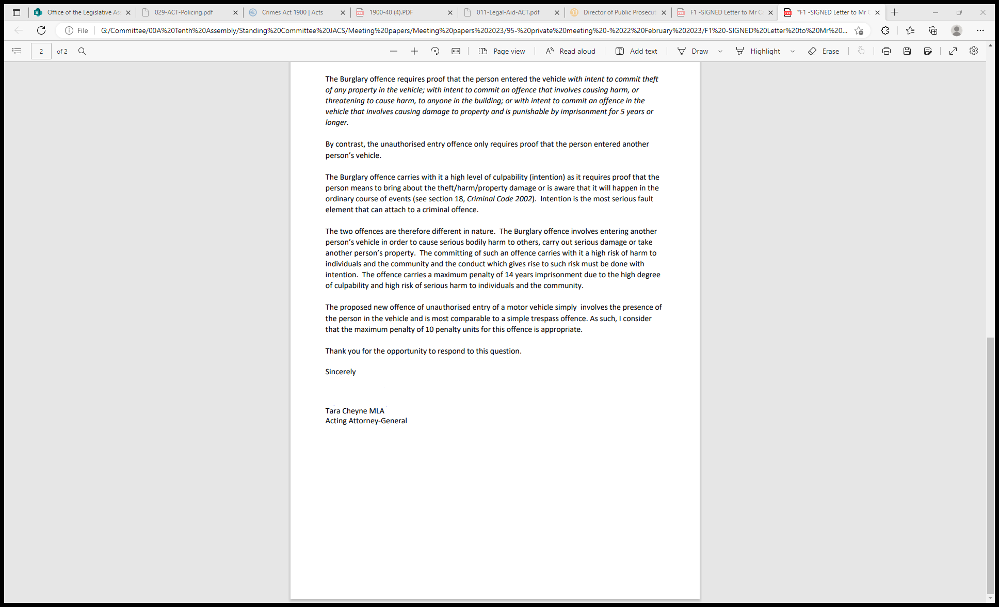 Office of the Legislative As
029-ACT-Policing.pdf
Crimes Act 1900 | Acts
1900-40 (4).PDF
011-Legal-Aid-ACT.pdf
Director of Public Prosecut
F1 -SIGNED Letter to Mr C
*F1 -SIGNED Letter to Mr C
File
G:/Committee/00A%20Tenth%20Assembly/Standing%20Committee%20JACS/Meeting%20papers/Meeting%20papers%202023/95-%20private%20meeting%20-%2022%20February%202023/F1%20-SIGNED%20Letter%20to%20Mr%20...
2 of 2
Page view
Read aloud
Add text
Draw
Highlight
Erase
The Burglary offence requires proof that the person entered the vehicle with intent to commit theft
of any property in the vehicle; with intent to commit an offence that involves causing harm, or
threatening to cause harm, to anyone in the building; or with intent to commit an offence in the
vehicle that involves causing damage to property and is punishable by imprisonment for 5 years or
longer.
By contrast, the unauthorised entry offence only requires proof that the person entered another
person's vehicle.
The Burglary offence carries with it a high level of culpability (intention) as it requires proof that the
person means to bring about the theft/harm/property damage or is aware that it will happen in the
ordinary course of events (see section 18, Criminal Code 2002).  Intention is the most serious fault
element that can attach to a criminal offence.
The two offences are therefore different in nature.  The Burglary offence involves entering another
person's vehicle in order to cause serious bodily harm to others, carry out serious damage or take
another person's property.  The committing of such an offence carries with it a high risk of harm to
individuals and the community and the conduct which gives rise to such risk must be done with
intention.  The offence carries a maximum penalty of 14 years imprisonment due to the high degree
of culpability and high risk of serious harm to individuals and the community.
The proposed new offence of unauthorised entry of a motor vehicle simply  involves the presence of
the person in the vehicle and is most comparable to a simple trespass offence. As such, I consider
that the maximum penalty of 10 penalty units for this offence is appropriate.
Thank you for the opportunity to respond to this question.
Sincerely
Tara Cheyne MLA
Acting Attorney-General